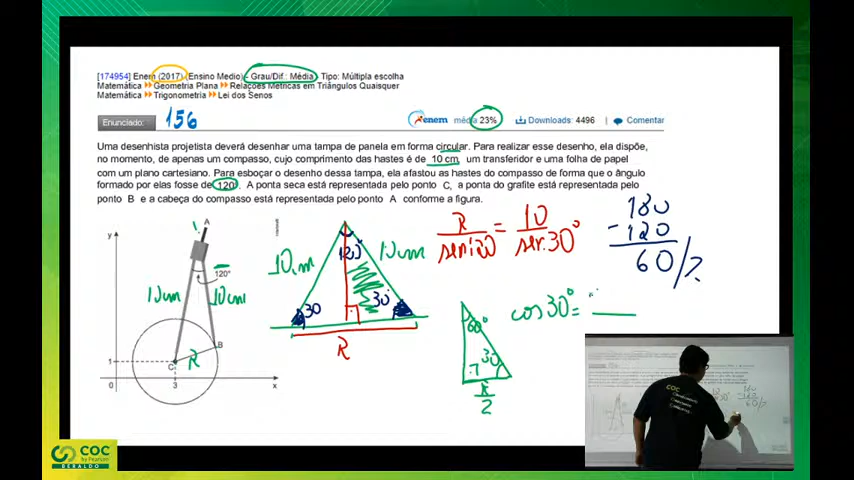 [174954] Enem (2017) (Ensino Medio) - Grau/Dif.: Média - Tipo: Múltipla escolha
Matemática Geometria Plana Relações Métricas em Triângulos Quaisquer
Matemática Trigonometria Lei dos Senos
Enunciado: 156 enem média 23% Downloads: 4496 Comentar
Uma desenhista projetista deverá desenhar uma tampa de panela em forma circular. Para realizar esse desenho, ela dispõe,
no momento, de apenas um compasso, cujo comprimento das hastes é de 10 cm, um transferidor e uma folha de papel
com um plano cartesiano. Para esboçar o desenho dessa tampa, ela afastou as hastes do compasso de forma que o ângulo
formado por elas fosse de 120°. A ponta seca está representada pelo ponto C, a ponta do grafite está representada pelo
ponto B e a cabeça do compasso está representada pelo ponto A conforme a figura.
y
A
120°
10cm 10cm
B
R
C
1
0 3 x
120°
10cm 10cm
30 30°
R
R/sen120 = 10/sen30°
180
-120
60/2
60°
30
R/2
cos30°=
COC
by Pearson
BERALDO
COC